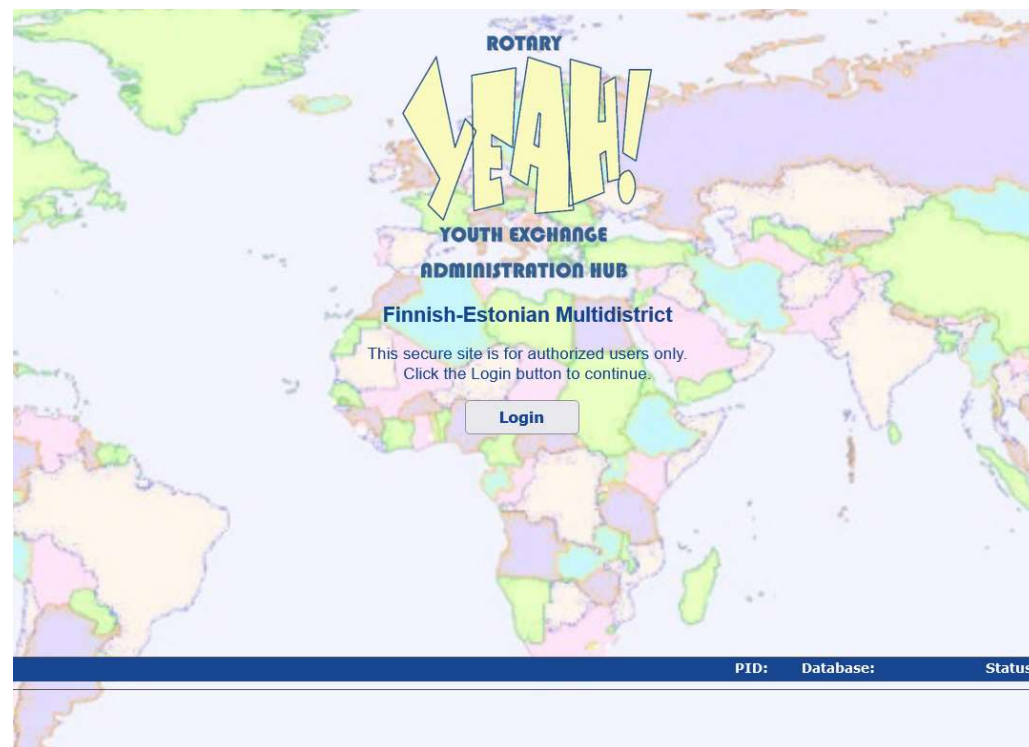 ROTARY
YEAH!
YOUTH EXCHANGE
ADMINISTRATION HUB
Finnish-Estonian Multidistrict
This secure site is for authorized users only.
Click the Login button to continue.
Login
PID: Database: Status